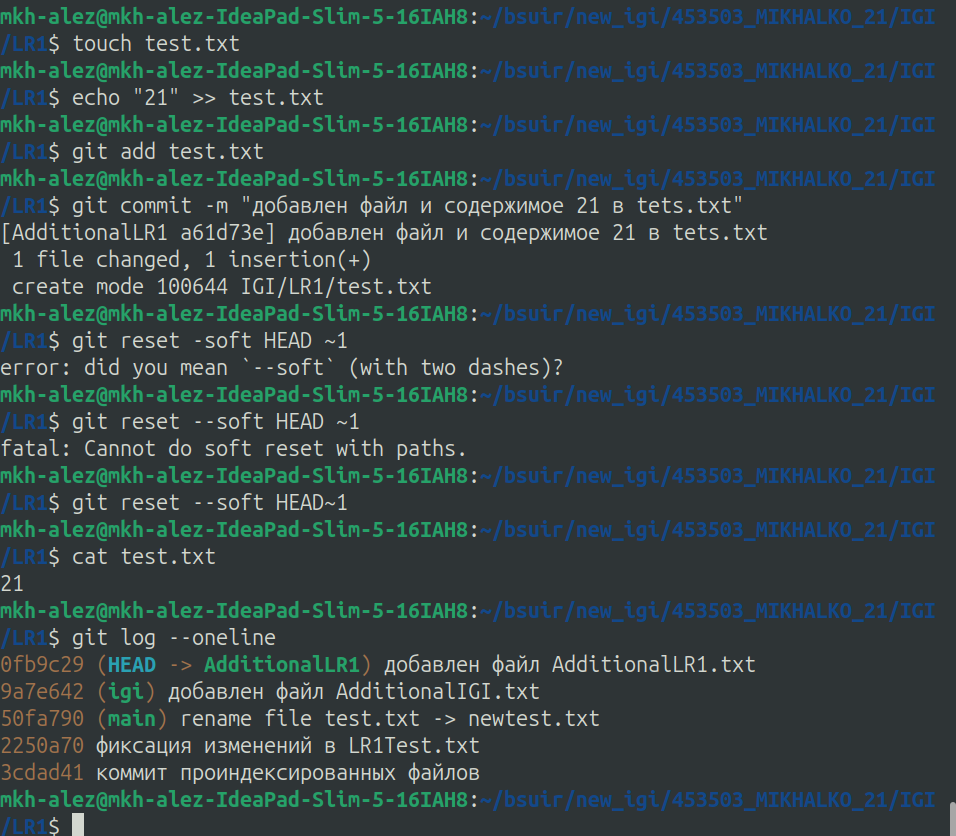 mkh-alez@mkh-alez-IdeaPad-Slim-5-16IAH8:~/bsuir/new_igi/453503_MIKHALKO_21/IGI
/LR1$ touch test.txt
mkh-alez@mkh-alez-IdeaPad-Slim-5-16IAH8:~/bsuir/new_igi/453503_MIKHALKO_21/IGI
/LR1$ echo "21" >> test.txt
mkh-alez@mkh-alez-IdeaPad-Slim-5-16IAH8:~/bsuir/new_igi/453503_MIKHALKO_21/IGI
/LR1$ git add test.txt
mkh-alez@mkh-alez-IdeaPad-Slim-5-16IAH8:~/bsuir/new_igi/453503_MIKHALKO_21/IGI
/LR1$ git commit -m "добавлен файл и содержимое 21 в tets.txt"
[AdditionalLR1 a61d73e] добавлен файл и содержимое 21 в tets.txt
 1 file changed, 1 insertion(+)
 create mode 100644 IGI/LR1/test.txt
mkh-alez@mkh-alez-IdeaPad-Slim-5-16IAH8:~/bsuir/new_igi/453503_MIKHALKO_21/IGI
/LR1$ git reset -soft HEAD ~1
error: did you mean `--soft` (with two dashes)?
mkh-alez@mkh-alez-IdeaPad-Slim-5-16IAH8:~/bsuir/new_igi/453503_MIKHALKO_21/IGI
/LR1$ git reset --soft HEAD ~1
fatal: Cannot do soft reset with paths.
mkh-alez@mkh-alez-IdeaPad-Slim-5-16IAH8:~/bsuir/new_igi/453503_MIKHALKO_21/IGI
/LR1$ git reset --soft HEAD~1
mkh-alez@mkh-alez-IdeaPad-Slim-5-16IAH8:~/bsuir/new_igi/453503_MIKHALKO_21/IGI
/LR1$ cat test.txt
21
mkh-alez@mkh-alez-IdeaPad-Slim-5-16IAH8:~/bsuir/new_igi/453503_MIKHALKO_21/IGI
/LR1$ git log --oneline
0fb9c29 (HEAD -> AdditionalLR1) добавлен файл AdditionalLR1.txt
9a7e642 (igi) добавлен файл AdditionalIGI.txt
50fa790 (main) rename file test.txt -> newtest.txt
2250a70 фиксация изменений в LR1Test.txt
3cdad41 коммит проиндексированных файлов
mkh-alez@mkh-alez-IdeaPad-Slim-5-16IAH8:~/bsuir/new_igi/453503_MIKHALKO_21/IGI
/LR1$